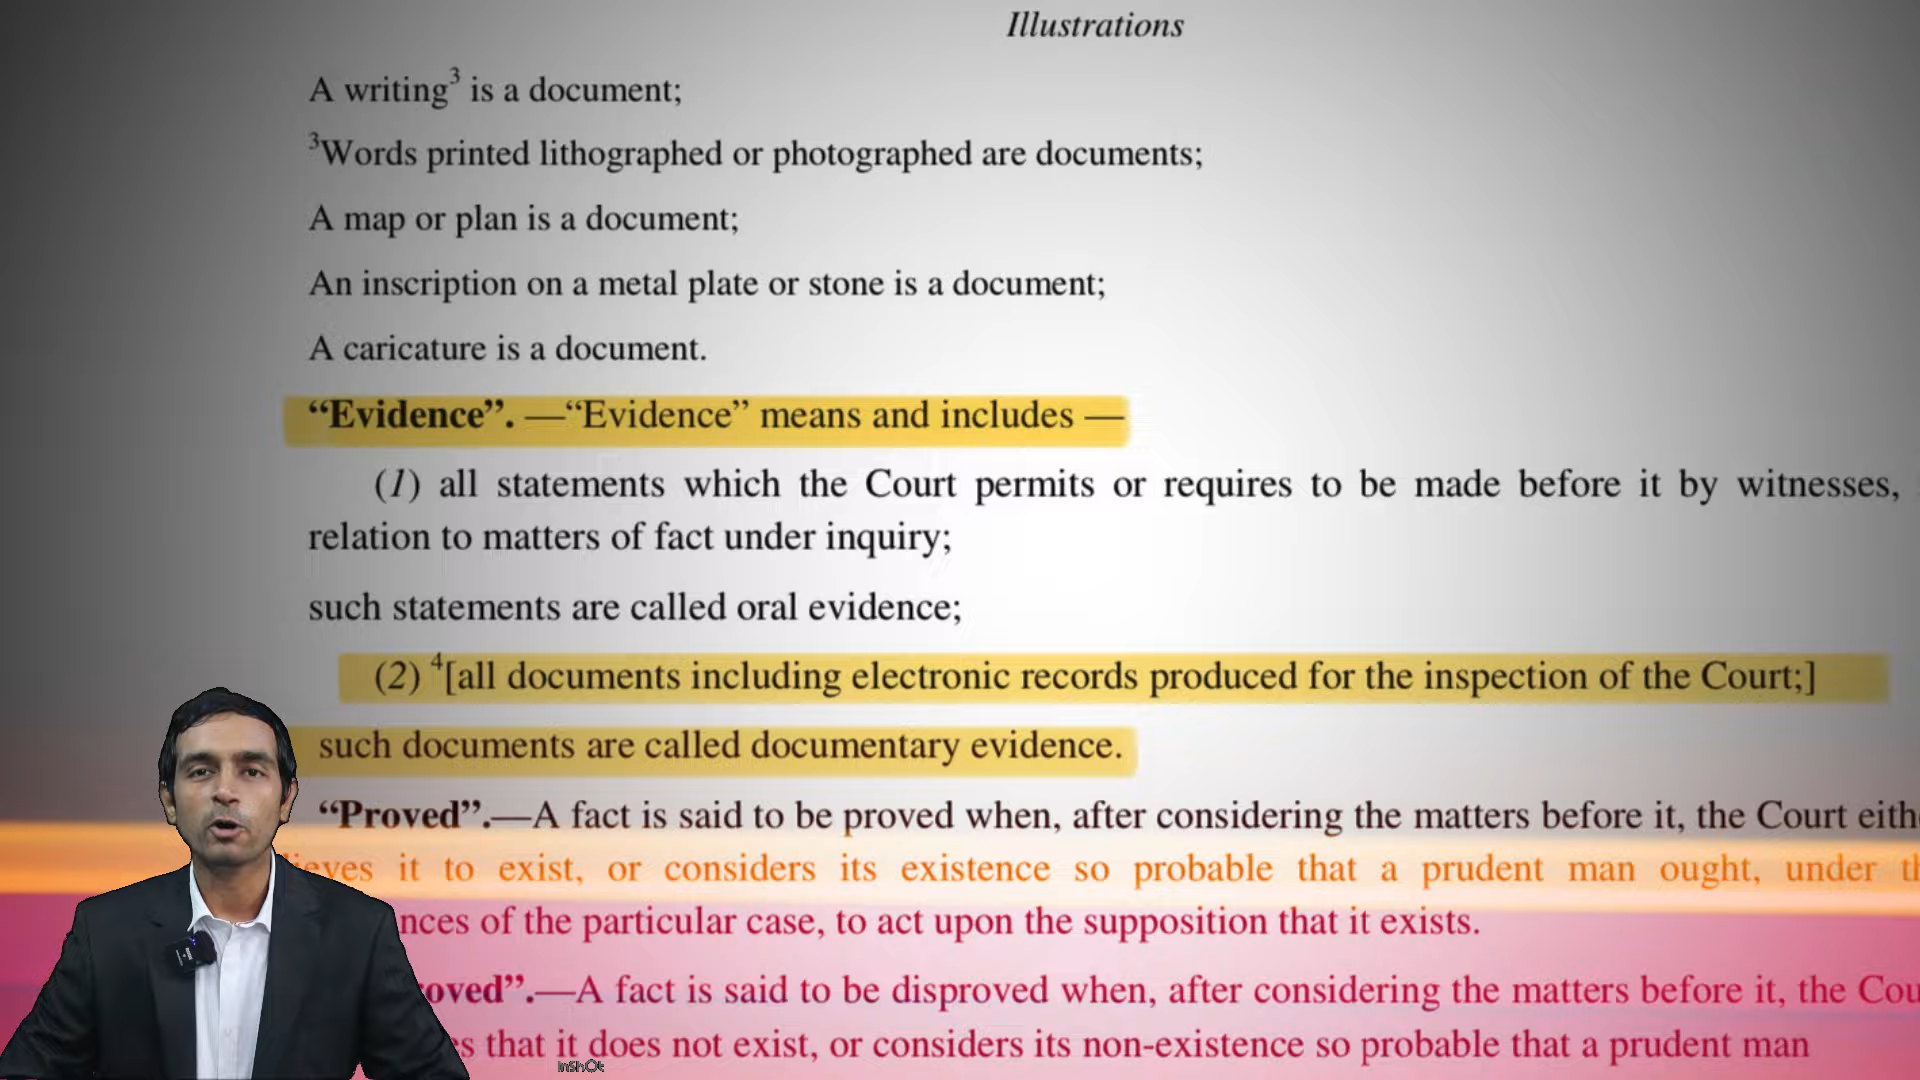 Illustrations
A writing³ is a document;
³Words printed lithographed or photographed are documents;
A map or plan is a document;
An inscription on a metal plate or stone is a document;
A caricature is a document.
“Evidence”. —“Evidence” means and includes —
(1) all statements which the Court permits or requires to be made before it by witnesses,
relation to matters of fact under inquiry;
such statements are called oral evidence;
(2) ⁴[all documents including electronic records produced for the inspection of the Court;]
such documents are called documentary evidence.
“Proved”.—A fact is said to be proved when, after considering the matters before it, the Court
it to exist, or considers its existence so probable that a prudent man ought, under
of the particular case, to act upon the supposition that it exists.
A fact is said to be disproved when, after considering the matters before it, the
that it does not exist, or considers its non-existence so probable that a prudent man
InShOt